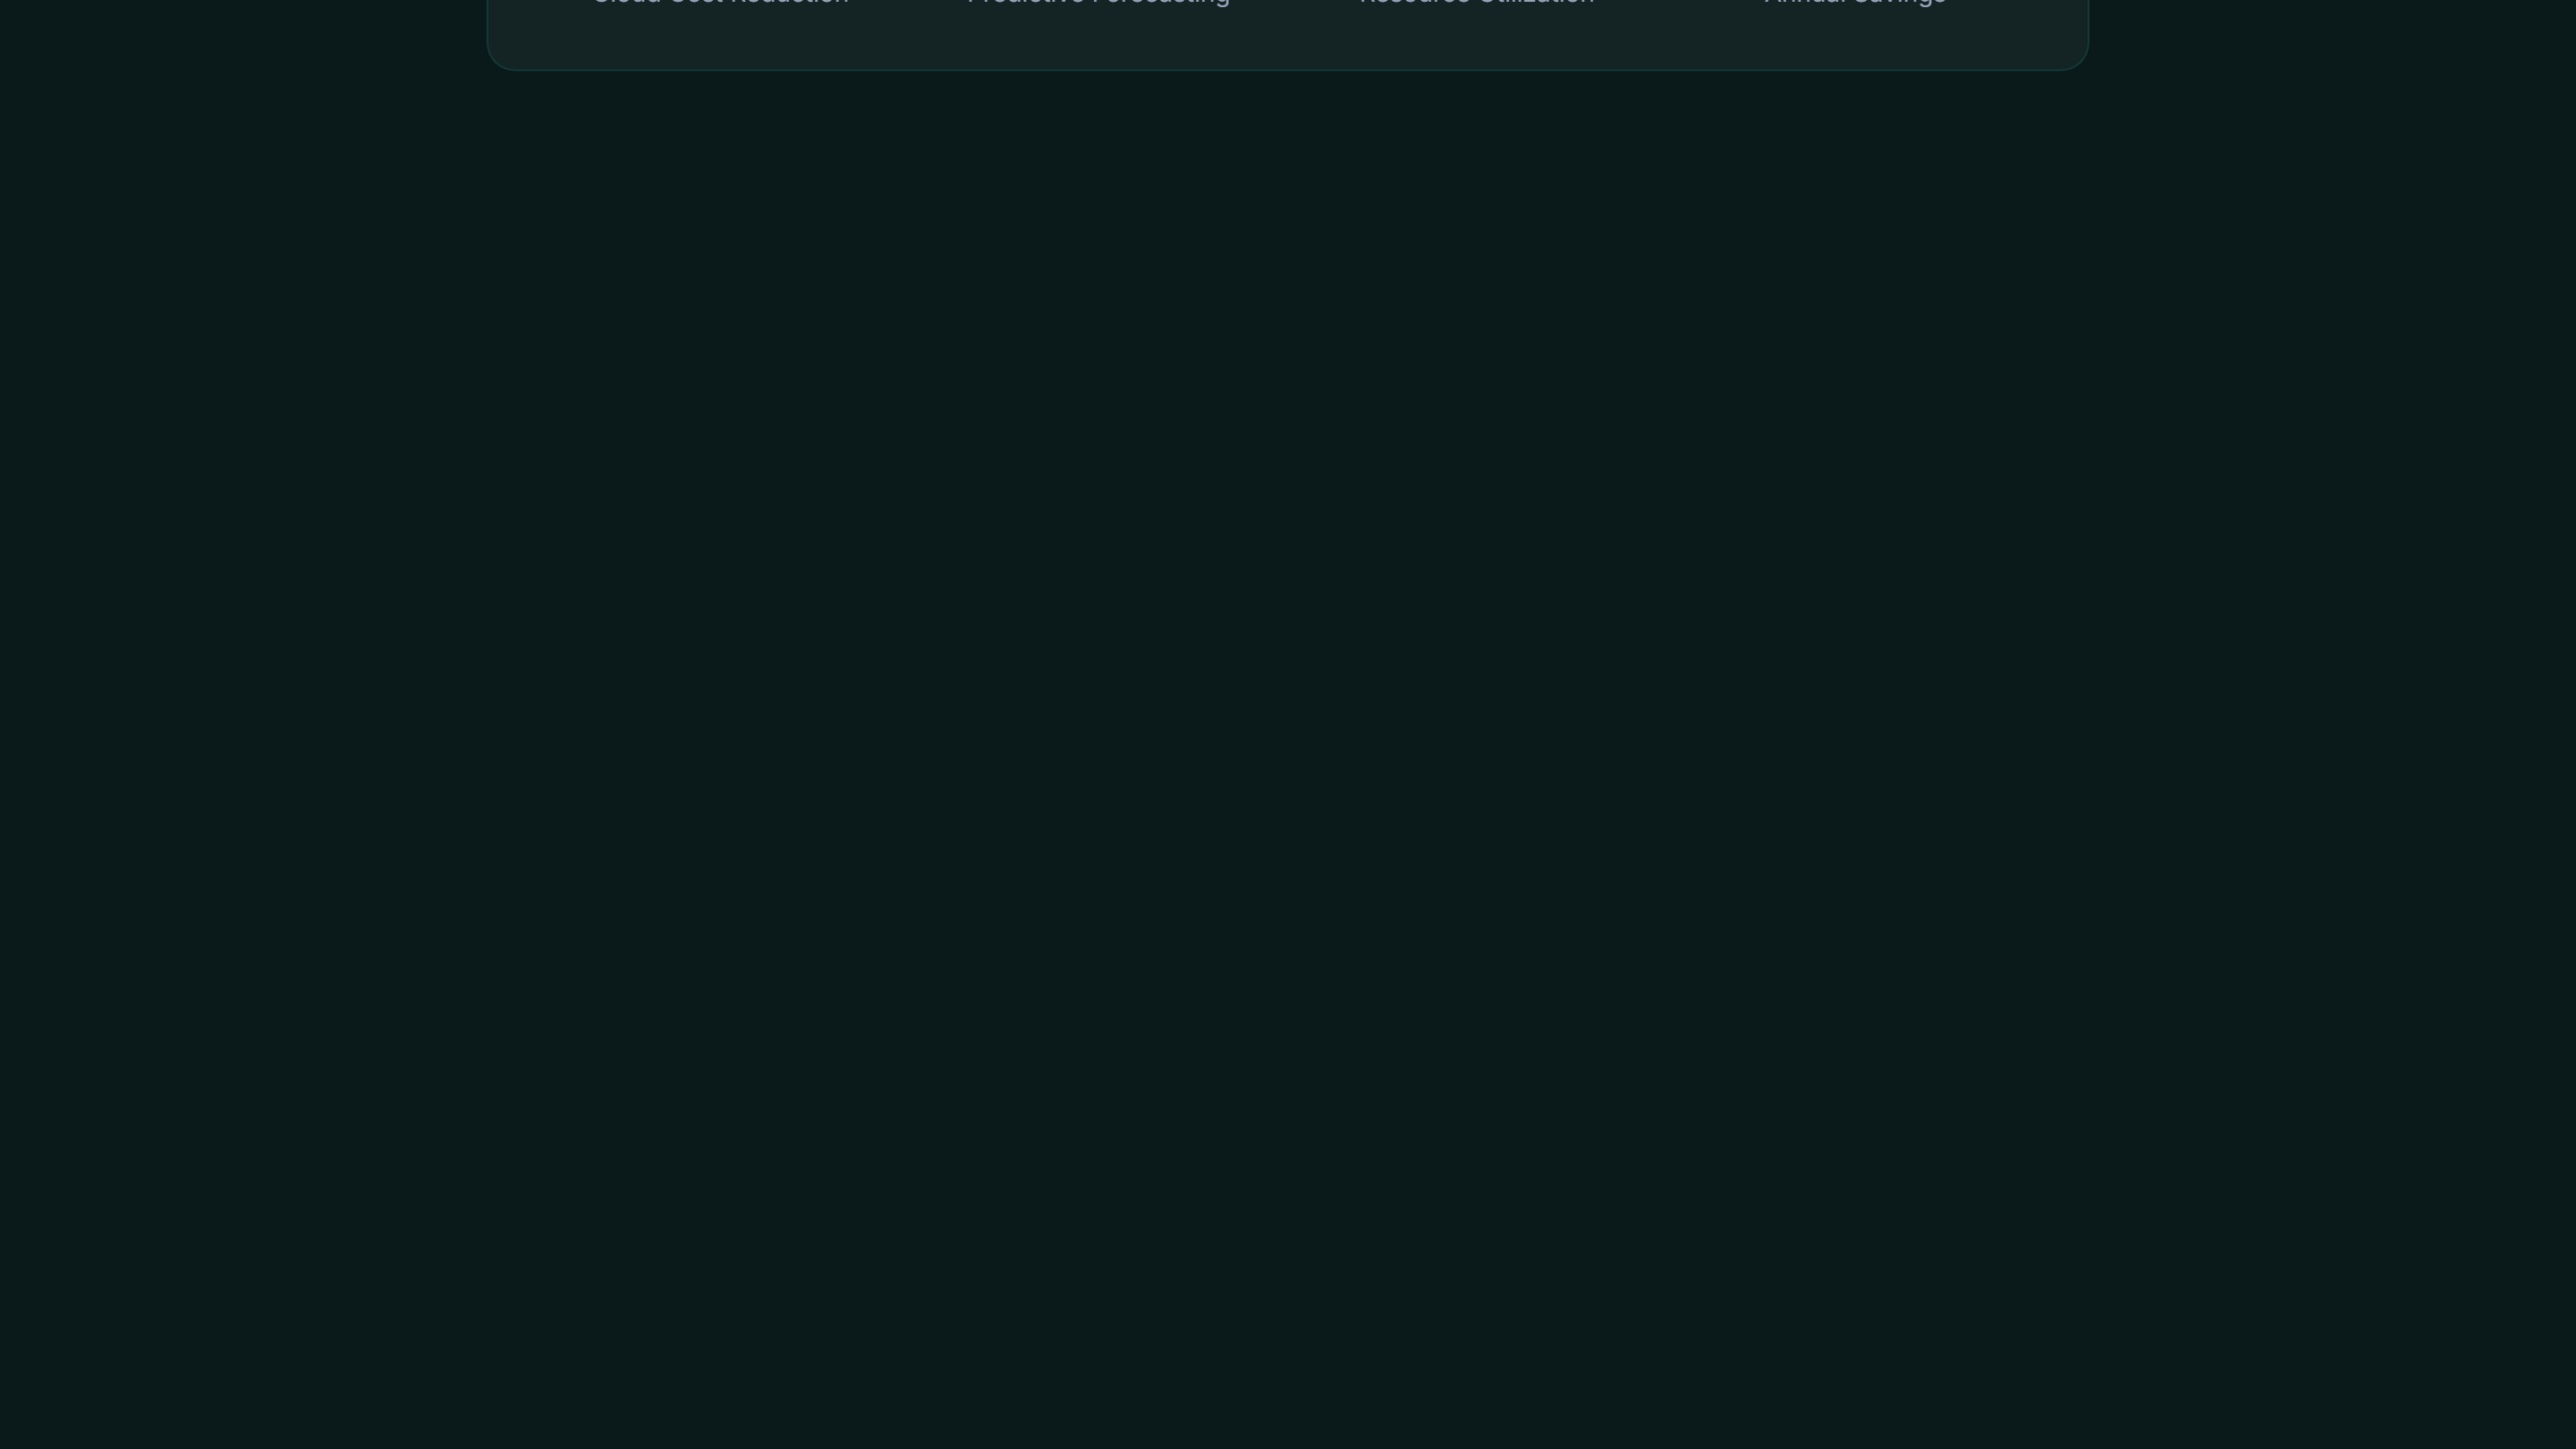 Cloud Cost Reduction
Predictive Forecasting
Resource Utilization
Annual Savings